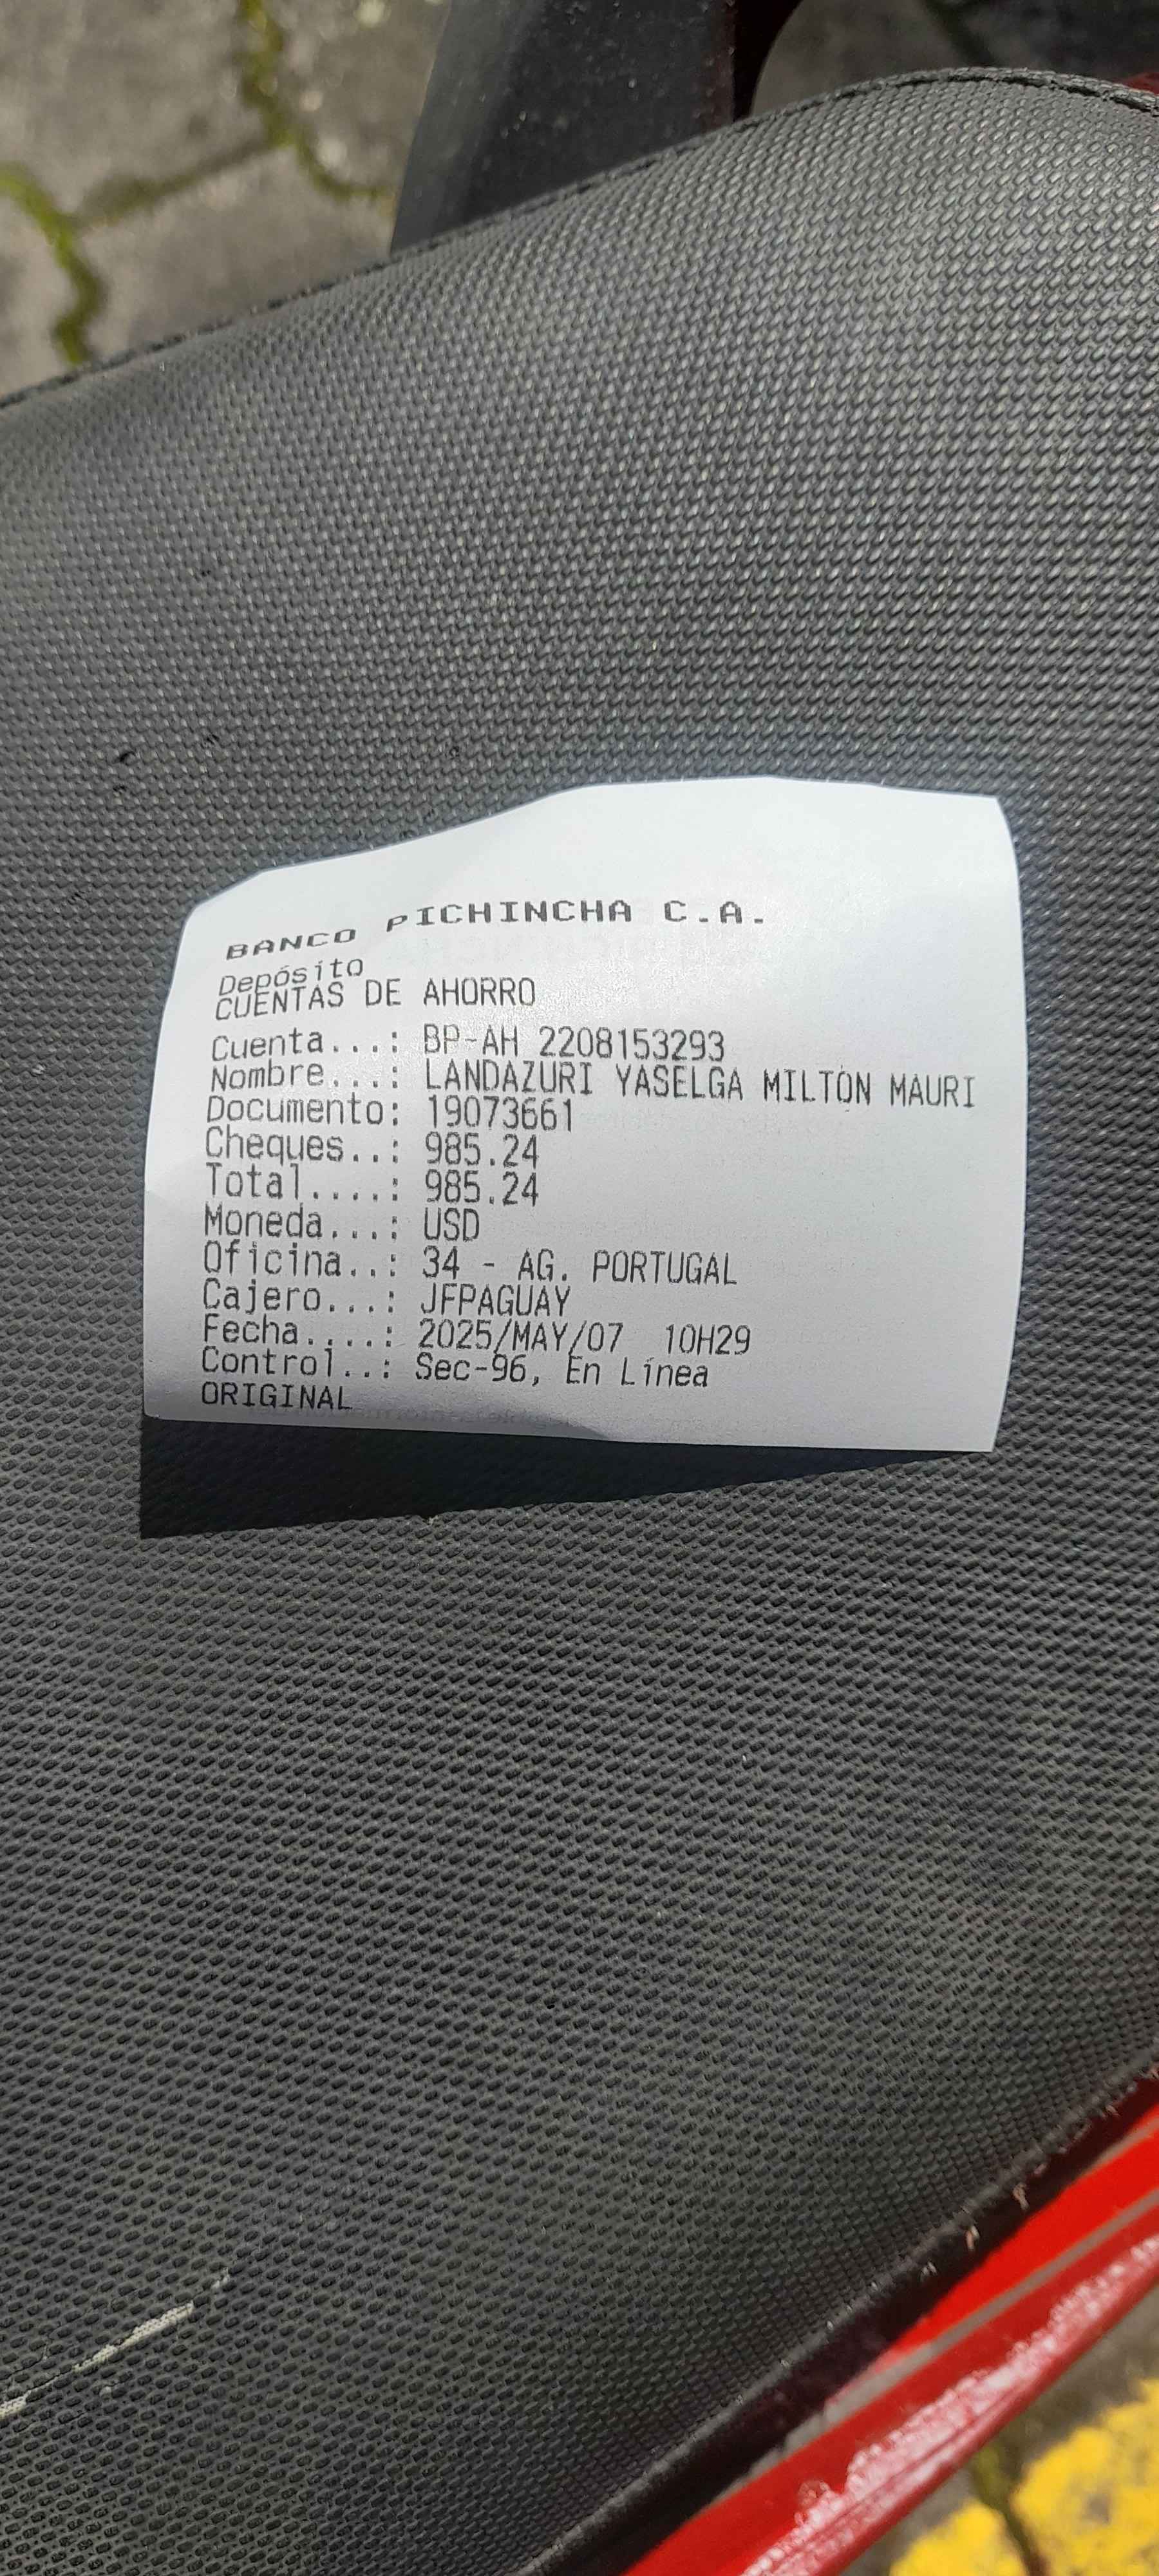 BANCO PICHINCHA C.A.
Depósito
CUENTAS DE AHORRO
Cuenta...: BP-AH 2208153293
Nombre...: LANDAZURI YASELGA MILTON MAURI
Documento: 19073661
Cheques..: 985.24
Total....: 985.24
Moneda...: USD
Oficina..: 34 - AG. PORTUGAL
Cajero...: JFPAGUAY
Fecha....: 2025/MAY/07 10H29
Control..: Sec-96, En Línea
ORIGINAL